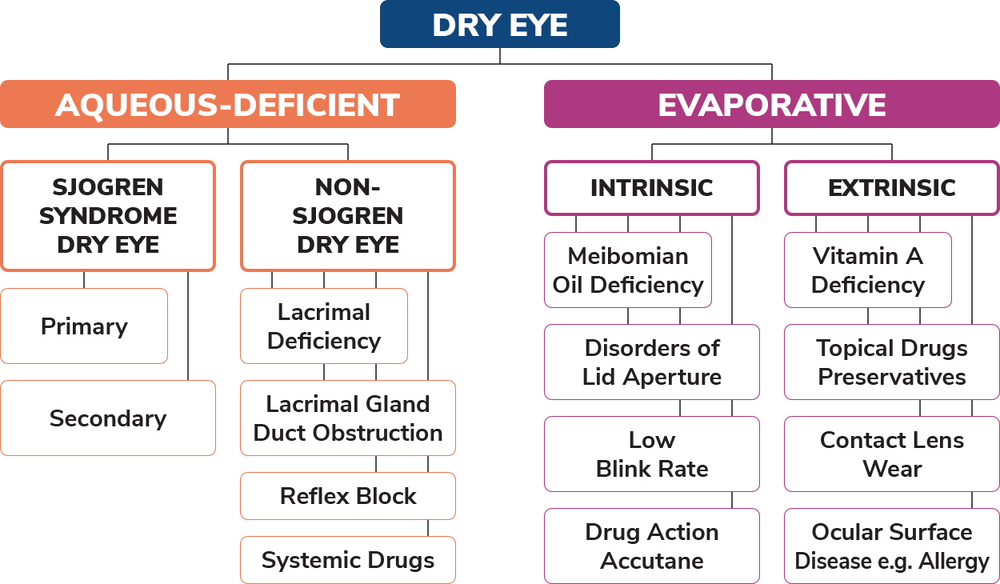 DRY EYE
AQUEOUS-DEFICIENT
EVAPORATIVE
SJOGREN
SYNDROME
DRY EYE
NON-
SJOGREN
DRY EYE
INTRINSIC
EXTRINSIC
Primary
Secondary
Lacrimal
Deficiency
Lacrimal Gland
Duct Obstruction
Reflex Block
Systemic Drugs
Meibomian
Oil Deficiency
Disorders of
Lid Aperture
Low
Blink Rate
Drug Action
Accutane
Vitamin A
Deficiency
Topical Drugs
Preservatives
Contact Lens
Wear
Ocular Surface
Disease e.g. Allergy